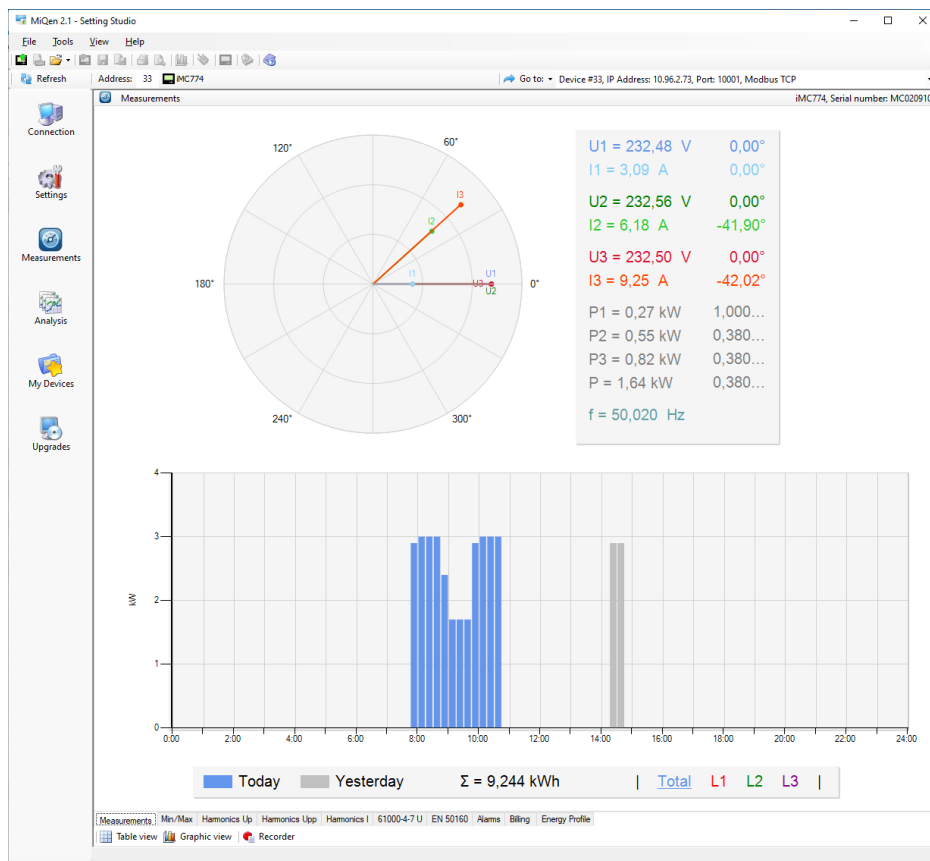 MiQen 2.1 - Setting Studio
File Tools View Help
Refresh Address: 33 iMC774 Go to: Device #33, IP Address: 10.96.2.73, Port: 10001, Modbus TCP
Measurements iMC774, Serial number: MC020910
Connection
Settings
Measurements
Analysis
My Devices
Upgrades
120° 60°
I3
I2
180° I1 U1 0°
U3
U2
240° 300°
U1 = 232,48 V 0,00°
I1 = 3,09 A 0,00°
U2 = 232,56 V 0,00°
I2 = 6,18 A -41,90°
U3 = 232,50 V 0,00°
I3 = 9,25 A -42,02°
P1 = 0,27 kW 1,000...
P2 = 0,55 kW 0,380...
P3 = 0,82 kW 0,380...
P = 1,64 kW 0,380...
f = 50,020 Hz
4
3
2
1
0
kW
0:00 2:00 4:00 6:00 8:00 10:00 12:00 14:00 16:00 18:00 20:00 22:00 24:00
Today Yesterday Σ = 9,244 kWh | Total L1 L2 L3 |
Measurements Min/Max Harmonics Up Harmonics Upp Harmonics I 61000-4-7 U EN 50160 Alarms Billing Energy Profile
Table view Graphic view Recorder